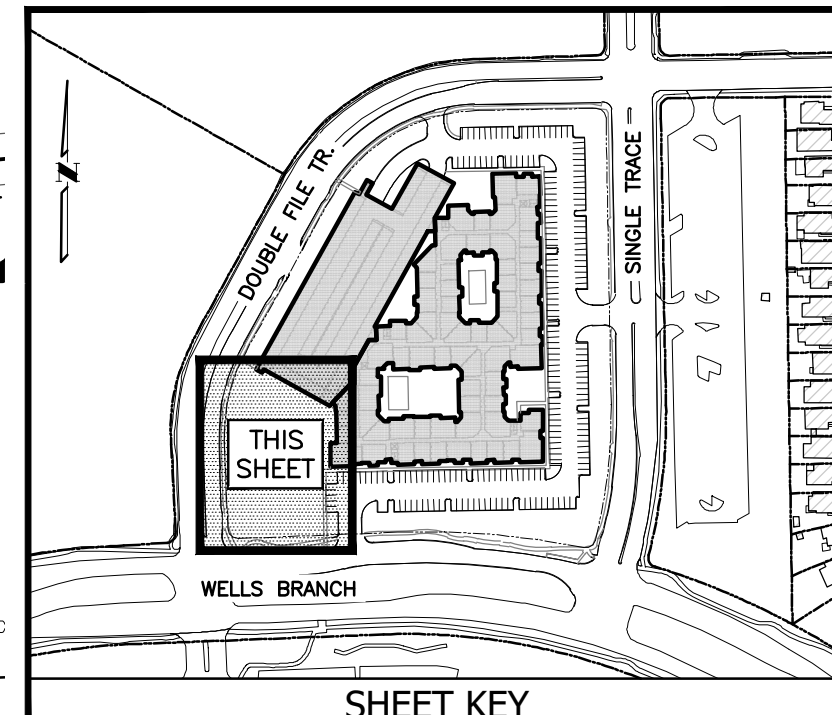 N
DOUBLE FILE TR.
SINGLE TRACE
THIS
SHEET
WELLS BRANCH
SHEET KEY